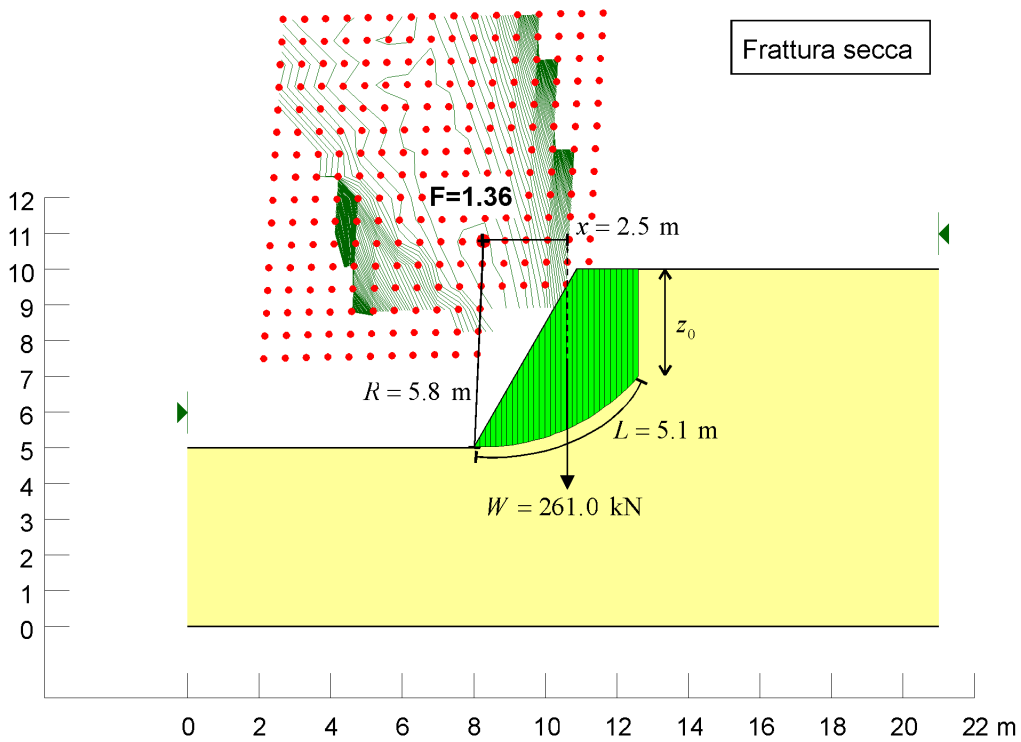 Frattura secca
F=1.36
x = 2.5 m
z0
R = 5.8 m
L = 5.1 m
W = 261.0 kN
12
11
10
9
8
7
6
5
4
3
2
1
0
0 2 4 6 8 10 12 14 16 18 20 22 m